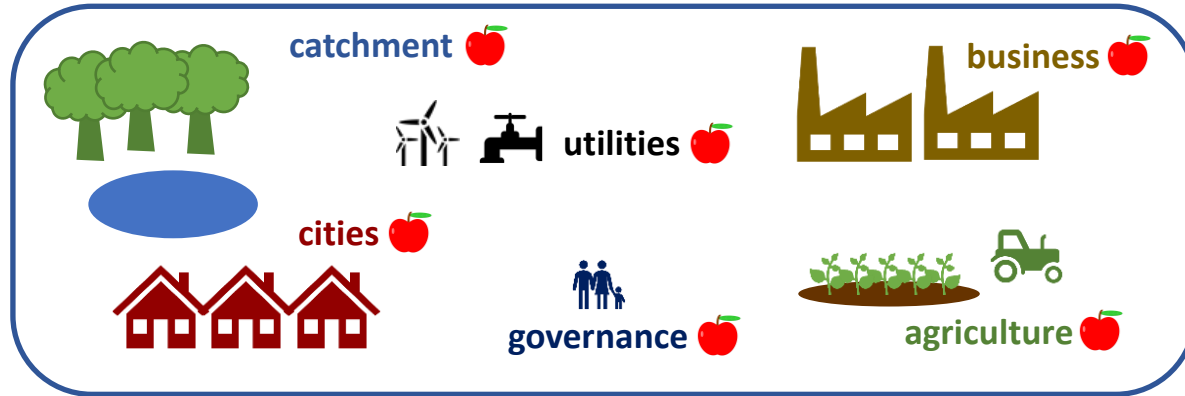 catchment
business
utilities
cities
governance
agriculture